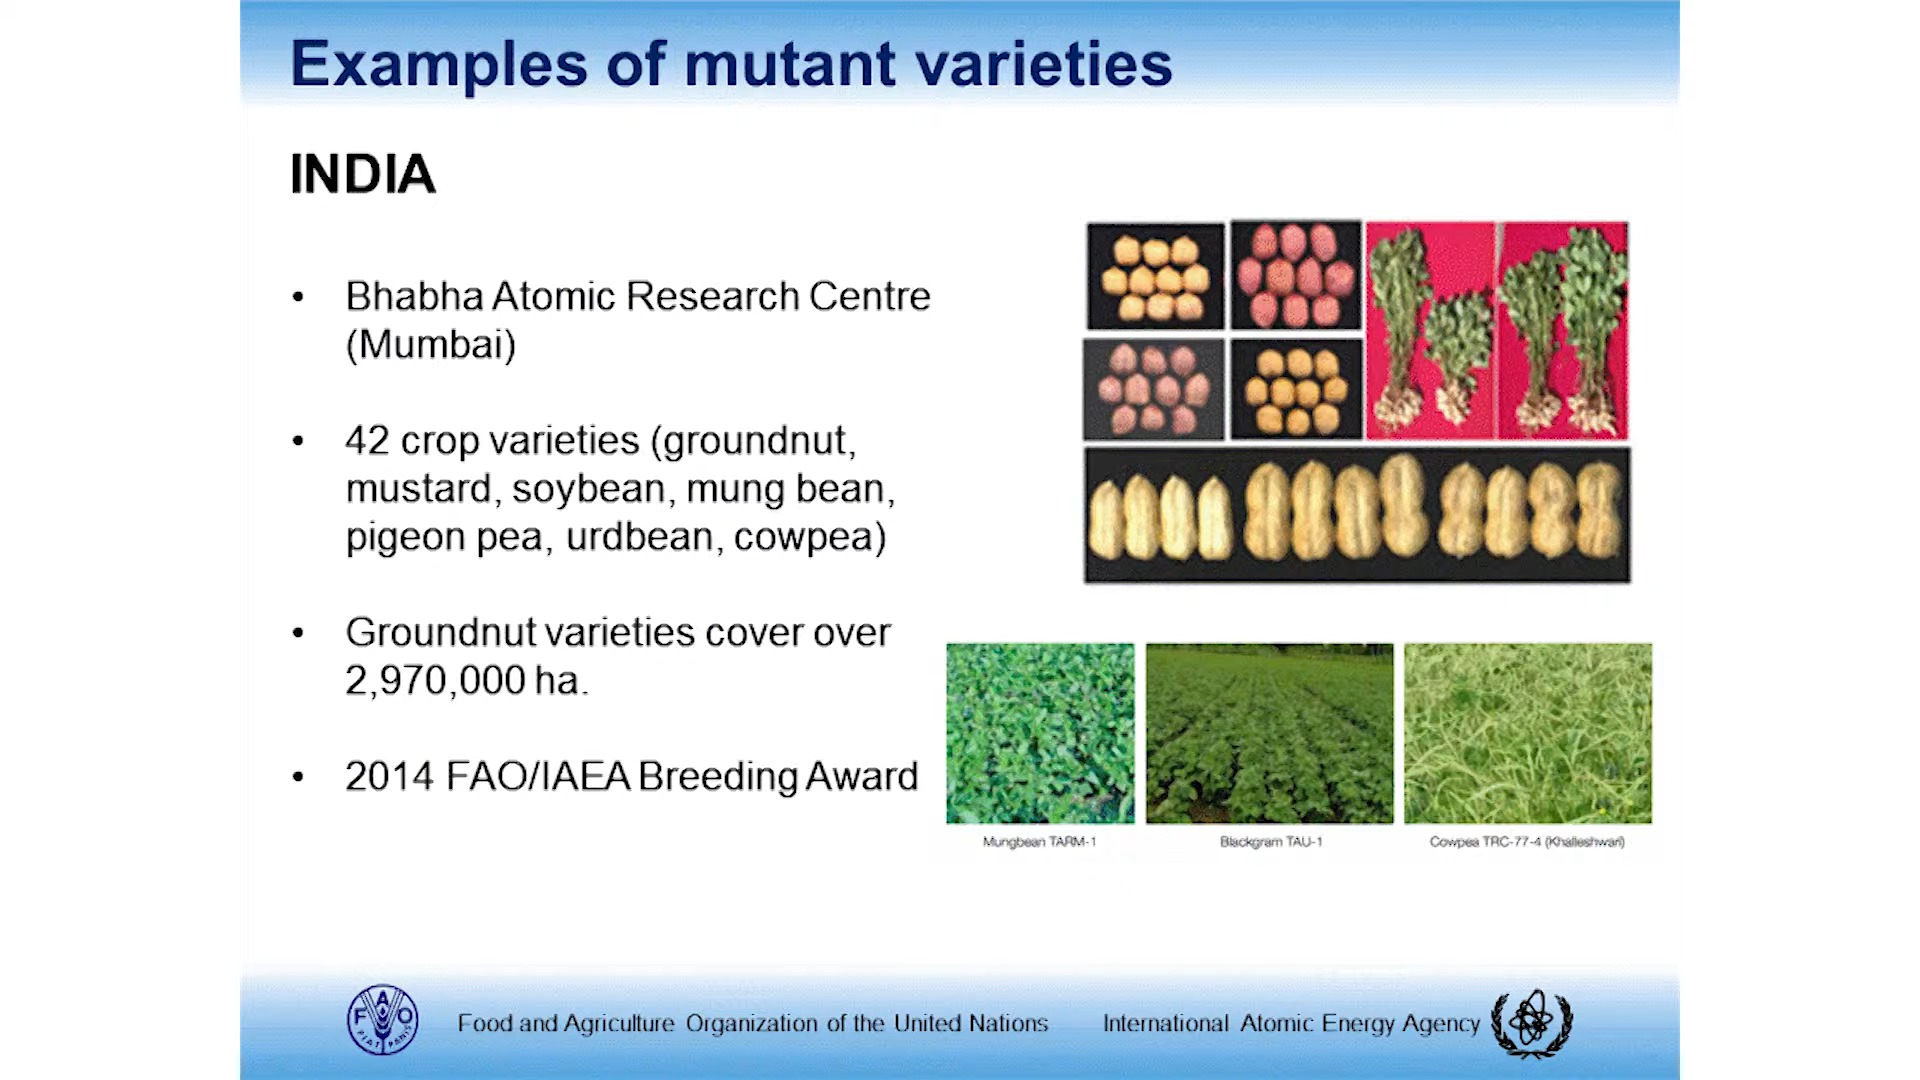 Examples of mutant varieties
INDIA
• Bhabha Atomic Research Centre
(Mumbai)
• 42 crop varieties (groundnut,
mustard, soybean, mung bean,
pigeon pea, urdbean, cowpea)
• Groundnut varieties cover over
2,970,000 ha.
• 2014 FAO/IAEA Breeding Award
Mungbean TARM-1
Blackgram TAU-1
Cowpea TRC-77-4 (Khalleshwari)
FAO
FIAT PANIS
Food and Agriculture Organization of the United Nations
International Atomic Energy Agency